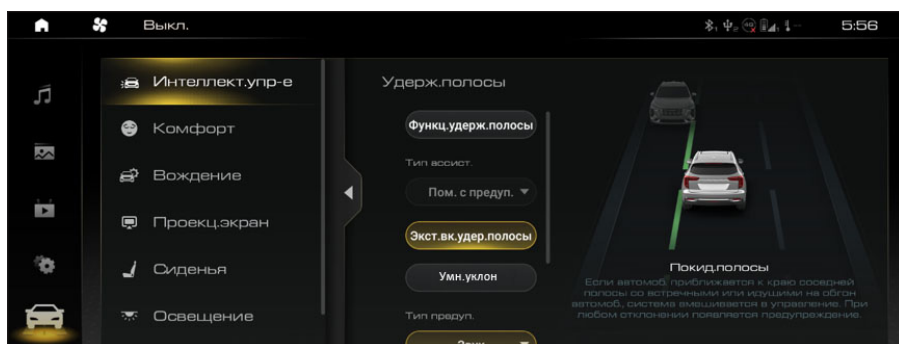 Выкл.
5:56
Интеллект.упр-е
Комфорт
Вождение
Проекц.экран
Сиденья
Освещение
Удерж.полосы
Функц.удерж.полосы
Тип ассист.
Пом. с предуп.
Экст.вк.удер.полосы
Умн.уклон
Тип предуп.
Покид.полосы
Если автомоб. приближается к краю соседней
полосы со встречными или идущими на обгон
автомоб., система вмешивается в управление. При
любом отклонении появляется предупреждение.